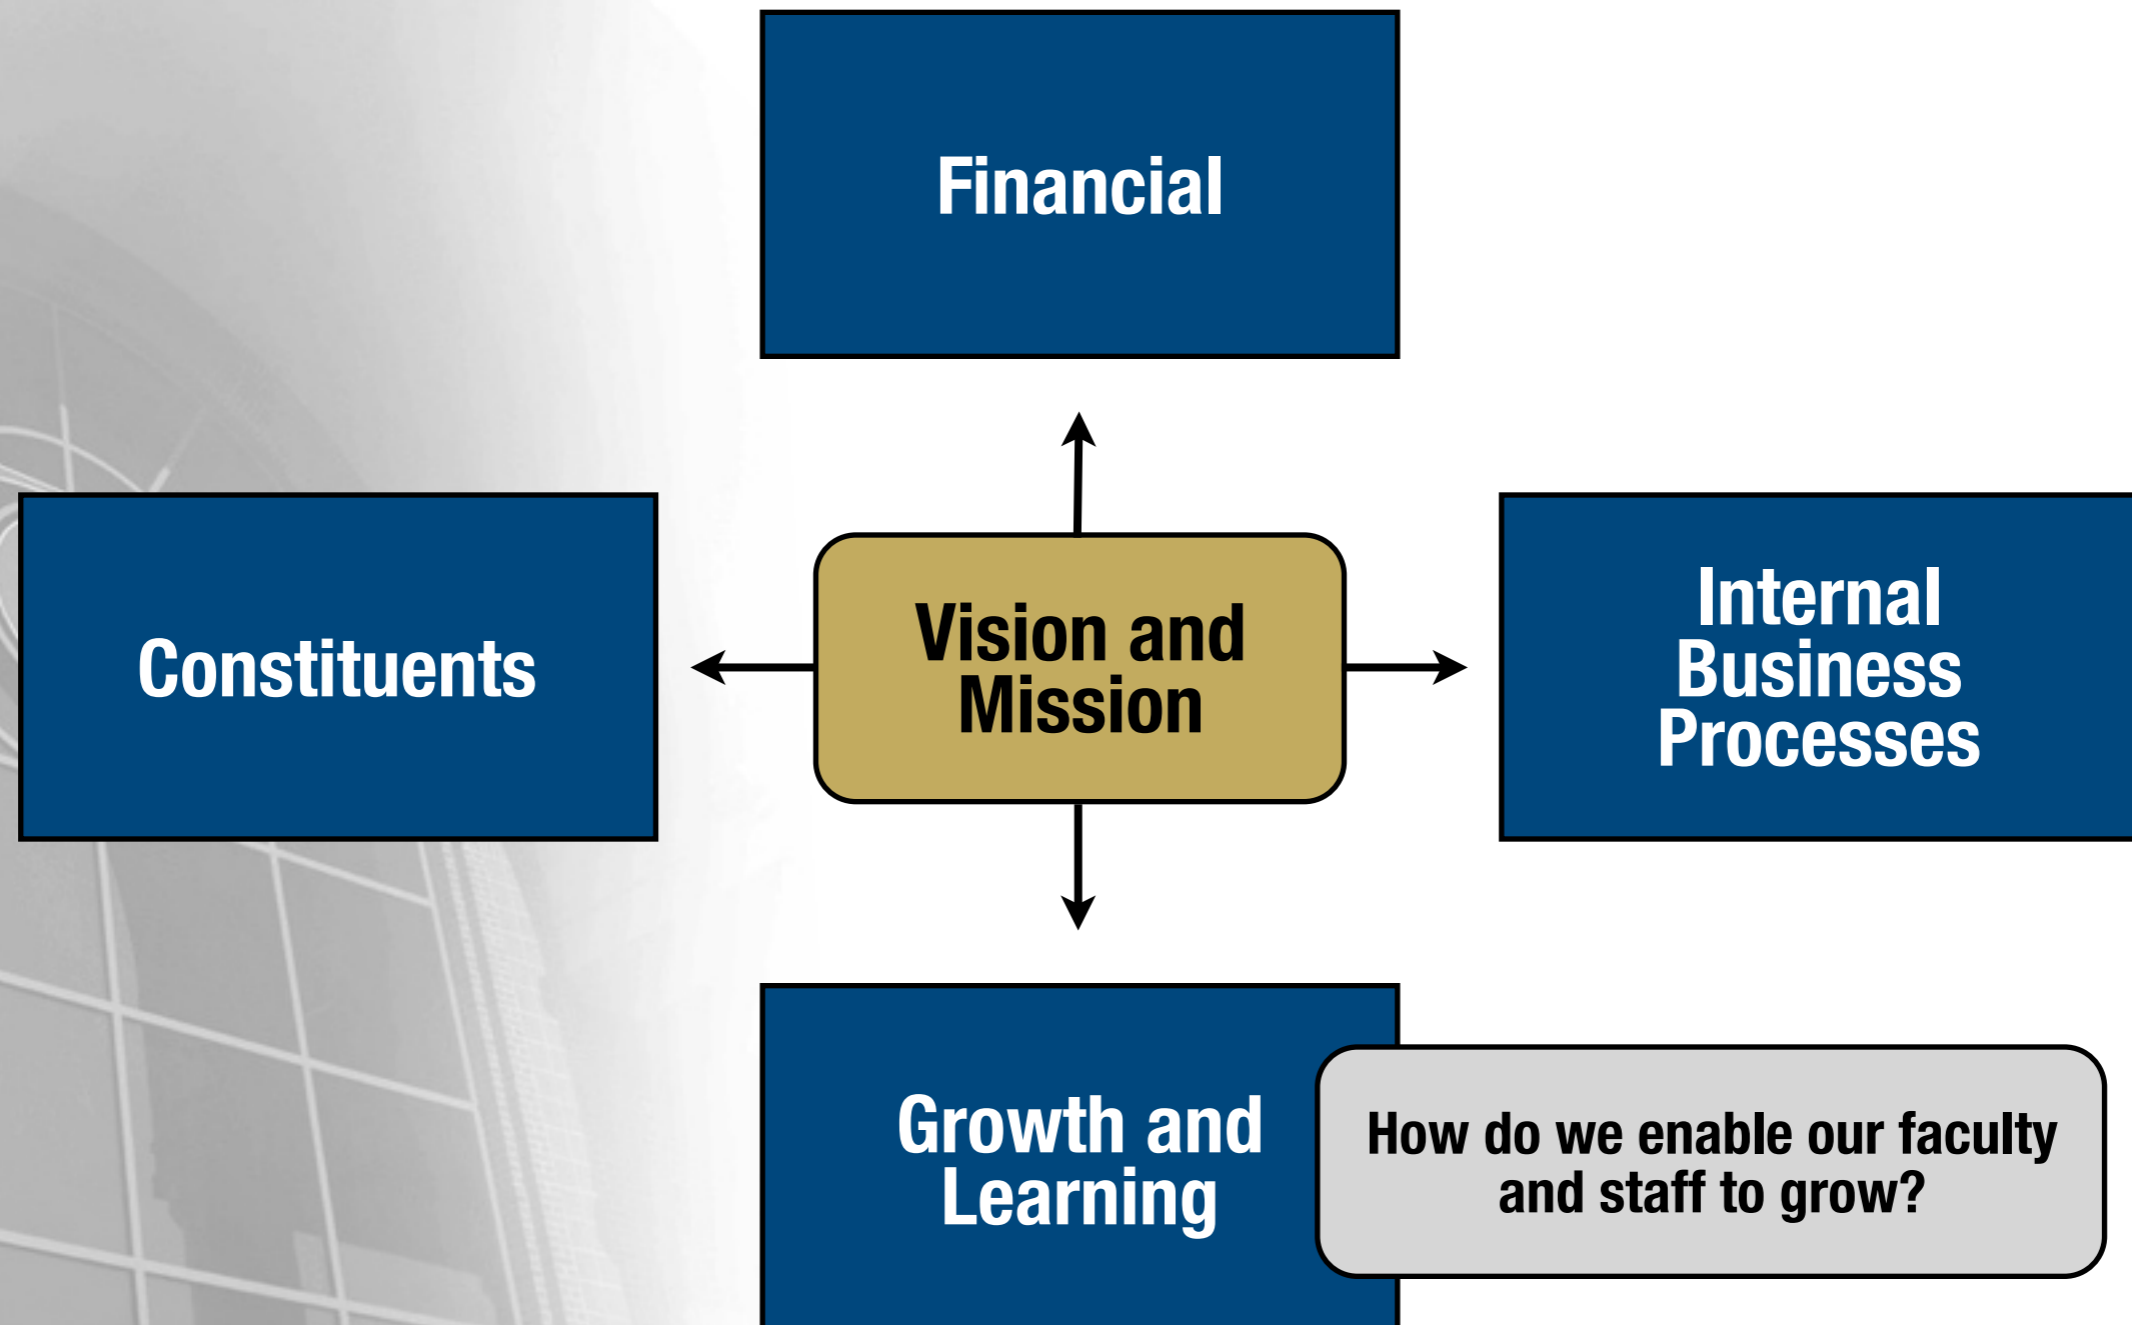 Financial
Constituents
Vision and
Mission
Internal
Business
Processes
Growth and
Learning
How do we enable our faculty
and staff to grow?